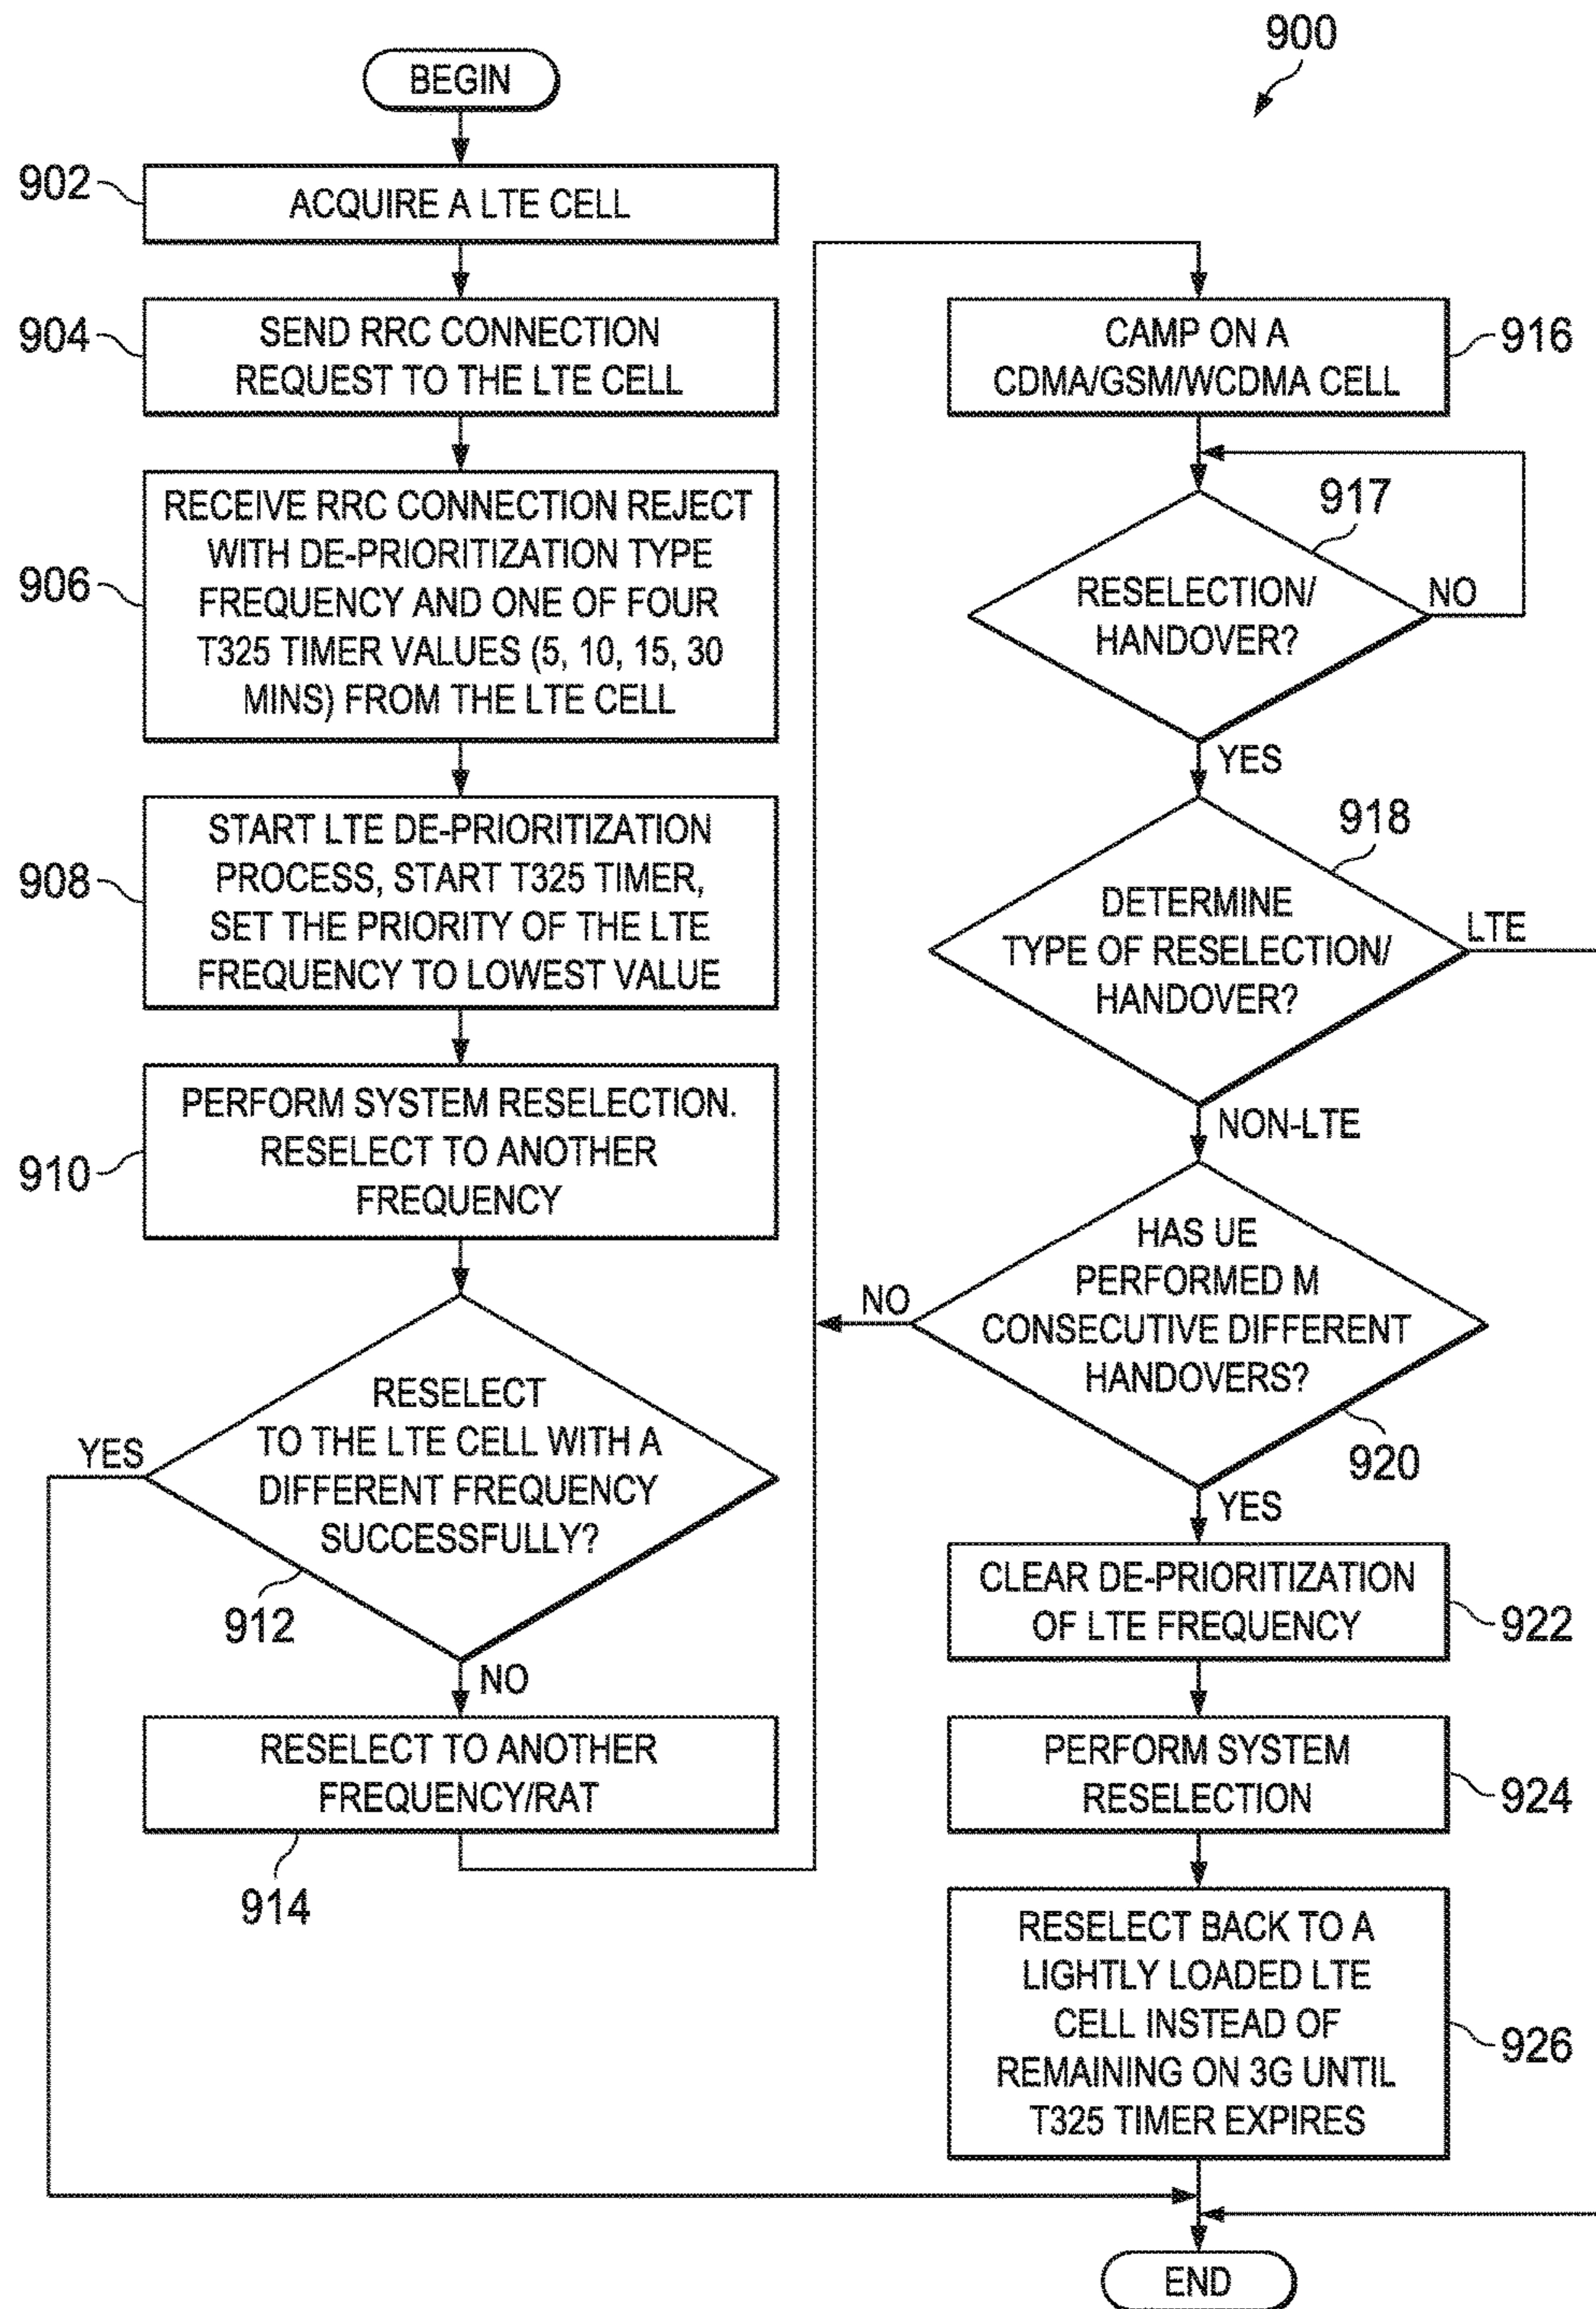 900
BEGIN
902
ACQUIRE A LTE CELL
904
SEND RRC CONNECTION
REQUEST TO THE LTE CELL
906
RECEIVE RRC CONNECTION REJECT
WITH DE-PRIORITIZATION TYPE
FREQUENCY AND ONE OF FOUR
T325 TIMER VALUES (5, 10, 15, 30
MINS) FROM THE LTE CELL
908
START LTE DE-PRIORITIZATION
PROCESS, START T325 TIMER,
SET THE PRIORITY OF THE LTE
FREQUENCY TO LOWEST VALUE
910
PERFORM SYSTEM RESELECTION.
RESELECT TO ANOTHER
FREQUENCY
RESELECT
TO THE LTE CELL WITH A
DIFFERENT FREQUENCY
SUCCESSFULLY?
YES
912
NO
RESELECT TO ANOTHER
FREQUENCY/RAT
914
CAMP ON A
CDMA/GSM/WCDMA CELL
916
917
RESELECTION/
HANDOVER?
NO
YES
918
DETERMINE
TYPE OF RESELECTION/
HANDOVER?
LTE
NON-LTE
HAS UE
PERFORMED M
CONSECUTIVE DIFFERENT
HANDOVERS?
NO
920
YES
CLEAR DE-PRIORITIZATION
OF LTE FREQUENCY
922
PERFORM SYSTEM
RESELECTION
924
RESELECT BACK TO A
LIGHTLY LOADED LTE
CELL INSTEAD OF
REMAINING ON 3G UNTIL
T325 TIMER EXPIRES
926
END